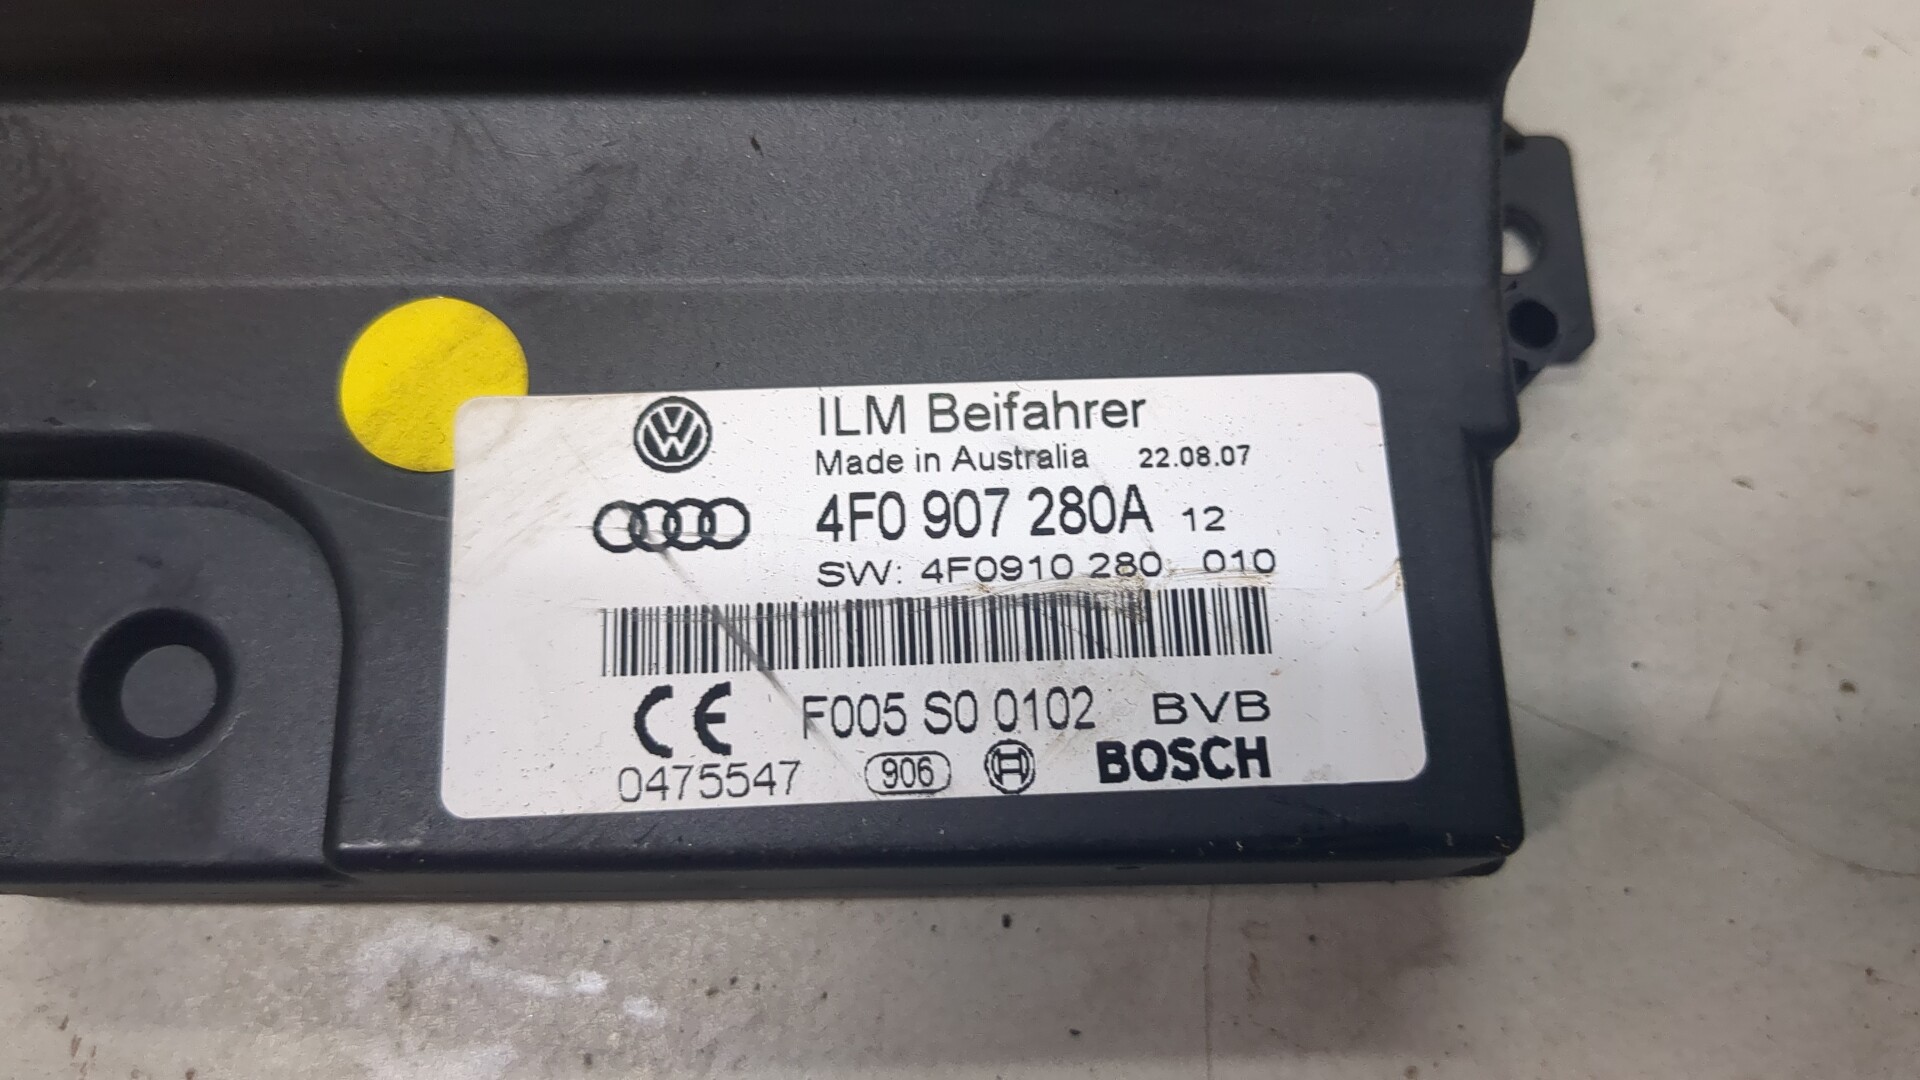 ILM Beifahrer
Made in Australia 22.08.07
4F0 907 280A 12
SW: 4F0910 280 010
F005 S0 0102 BVB
CE
0475547 906 BOSCH